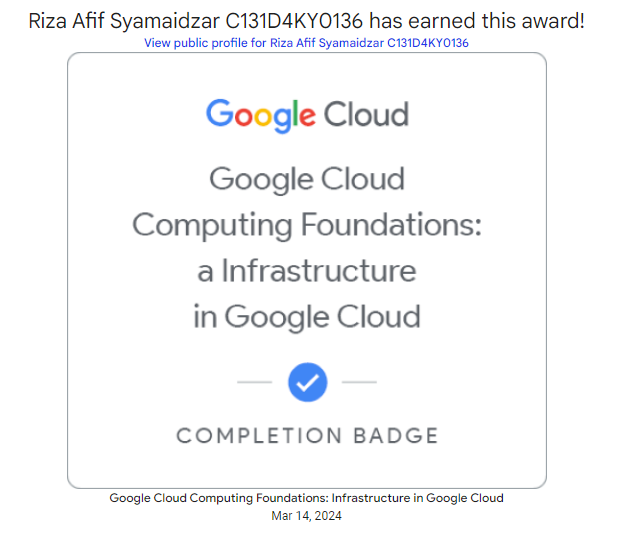 Riza Afif Syamaidzar C131D4KY0136 has earned this award!
View public profile for Riza Afif Syamaidzar C131D4KY0136
Google Cloud
Google Cloud
Computing Foundations:
a Infrastructure
in Google Cloud
COMPLETION BADGE
Google Cloud Computing Foundations: Infrastructure in Google Cloud
Mar 14, 2024